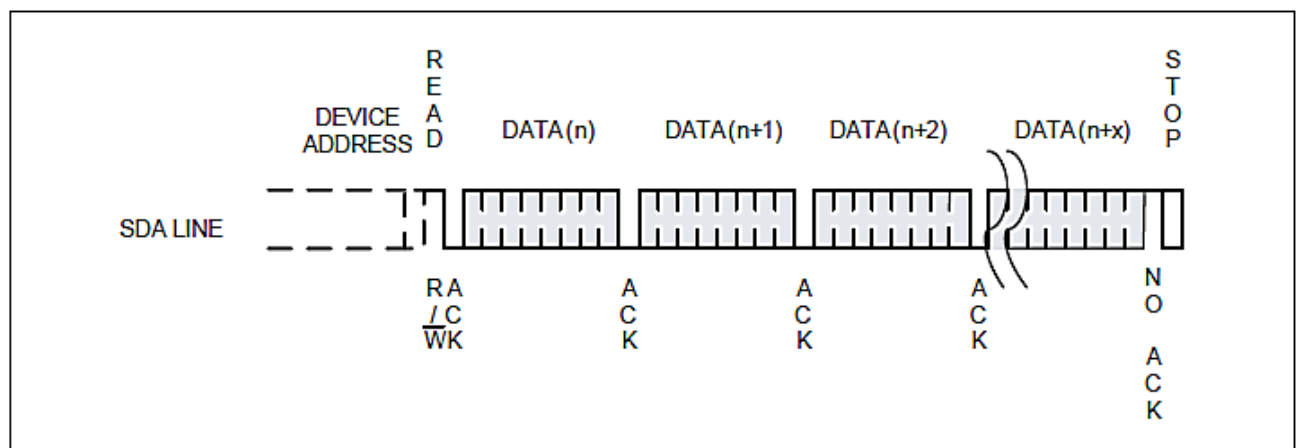 READ
STOP
DEVICE
ADDRESS
DATA(n)
DATA(n+1)
DATA(n+2)
DATA(n+x)
SDA LINE
R/W
ACK
ACK
ACK
ACK
NO ACK